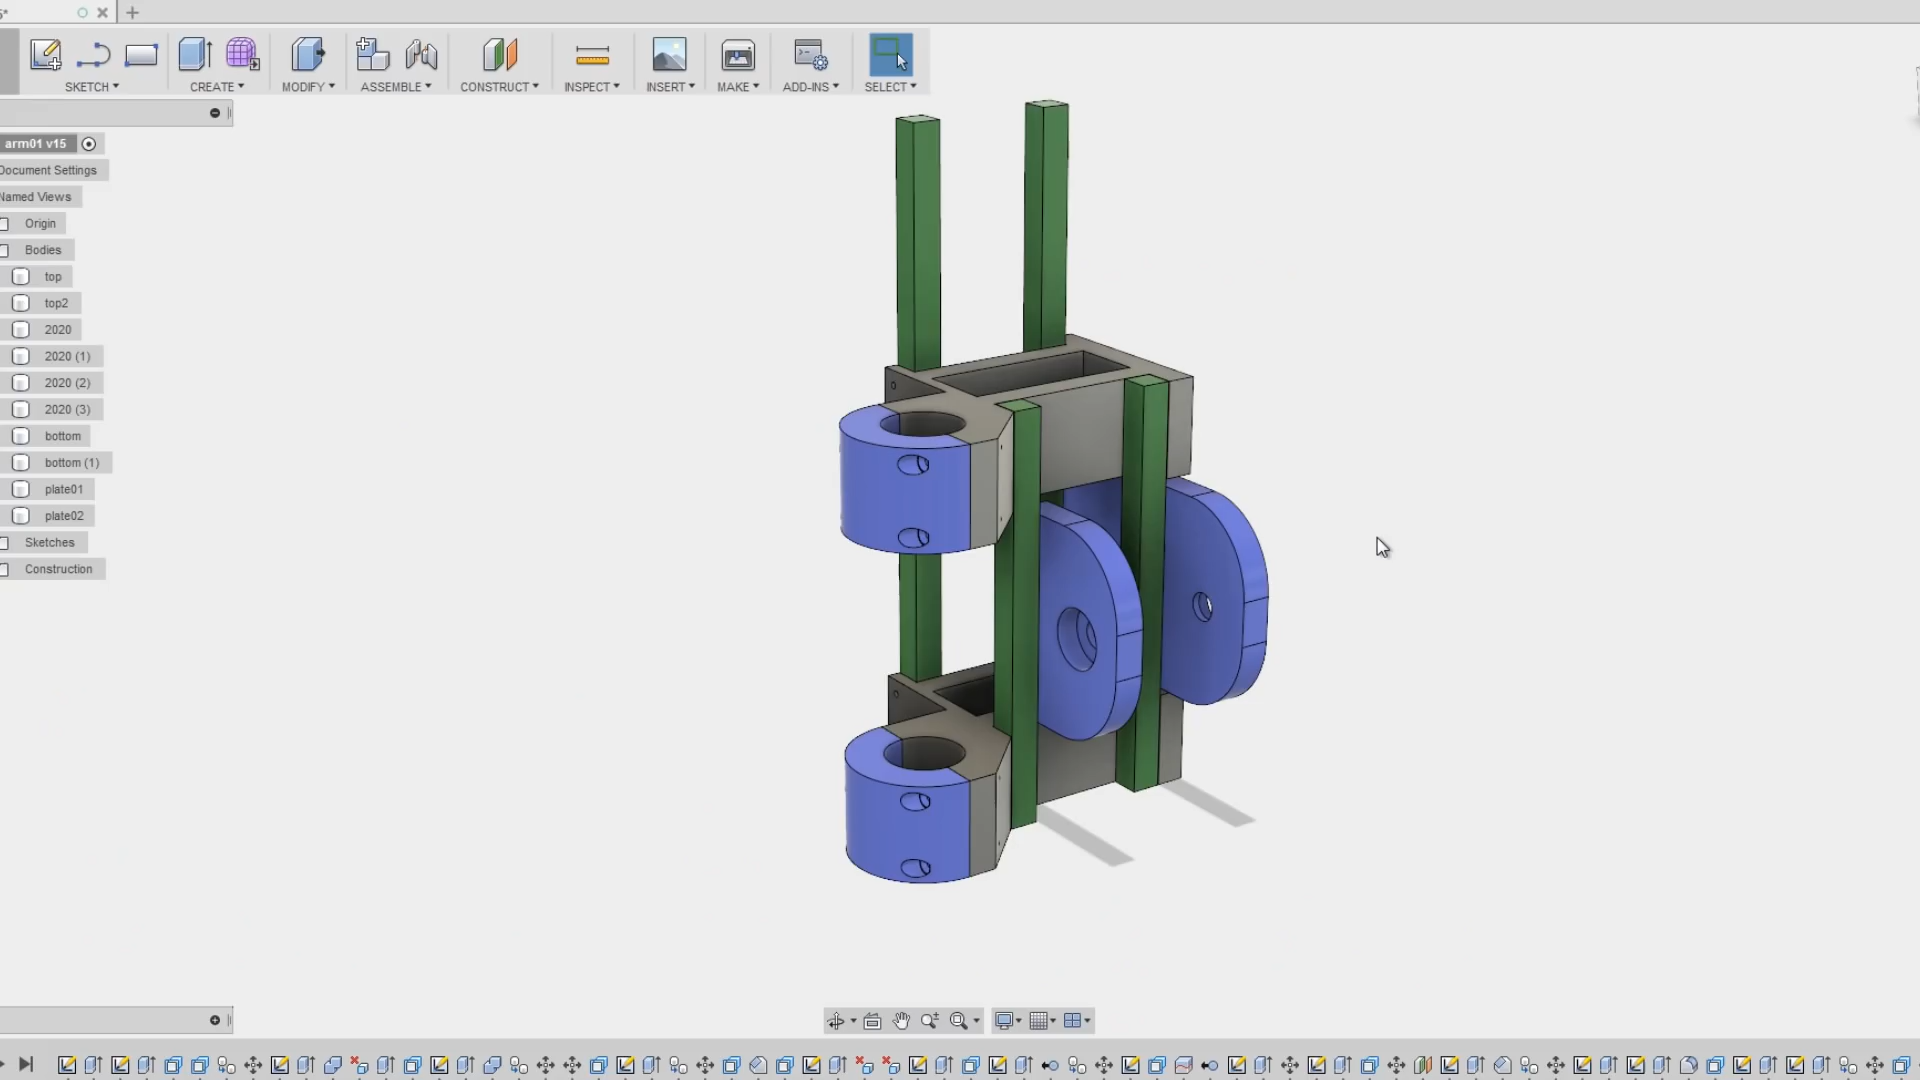 SKETCH
CREATE
MODIFY
ASSEMBLE
CONSTRUCT
INSPECT
INSERT
MAKE
ADD-INS
SELECT
arm01 v15
Document Settings
Named Views
Origin
Bodies
top
top2
2020
2020 (1)
2020 (2)
2020 (3)
bottom
bottom (1)
plate01
plate02
Sketches
Construction